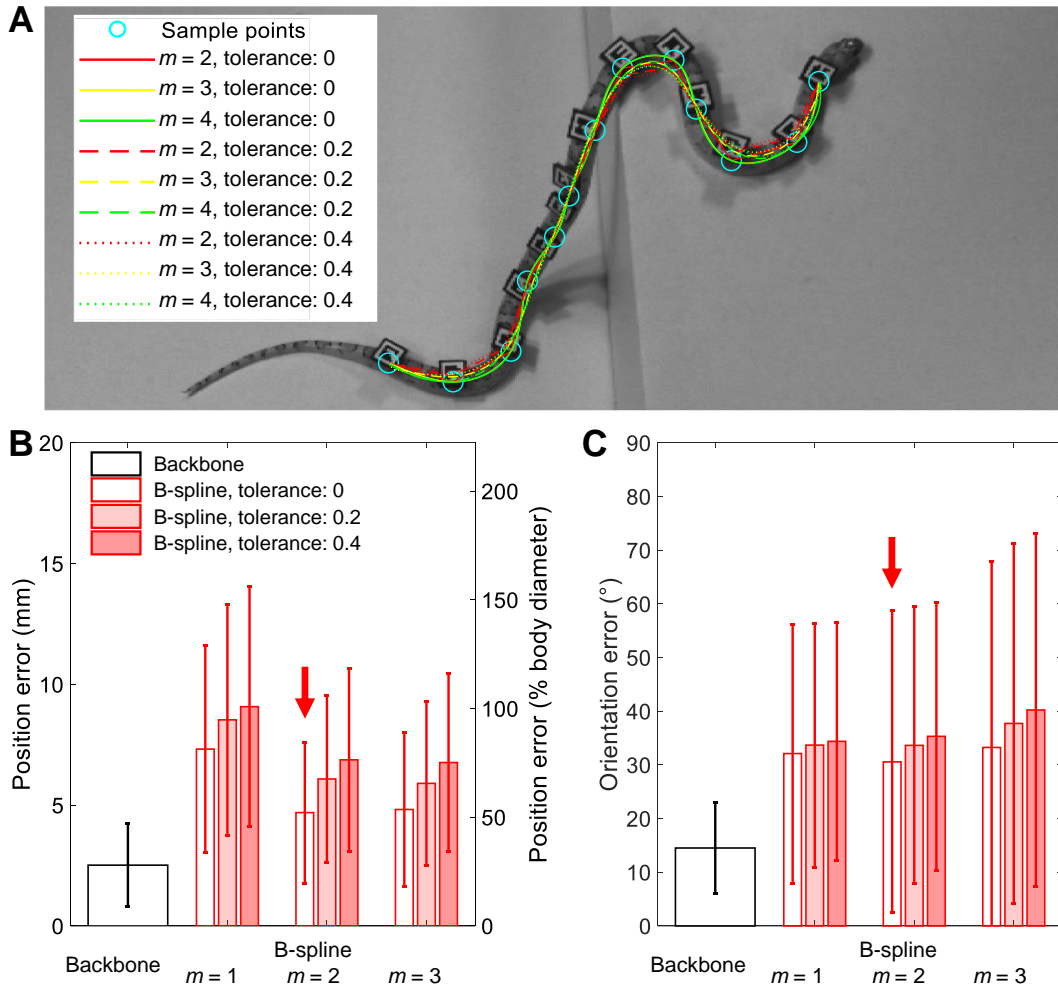 A
Sample points
m = 2, tolerance: 0
m = 3, tolerance: 0
m = 4, tolerance: 0
m = 2, tolerance: 0.2
m = 3, tolerance: 0.2
m = 4, tolerance: 0.2
m = 2, tolerance: 0.4
m = 3, tolerance: 0.4
m = 4, tolerance: 0.4
B
Backbone
B-spline, tolerance: 0
B-spline, tolerance: 0.2
B-spline, tolerance: 0.4
Position error (mm)
20
15
10
5
0
Position error (% body diameter)
200
150
100
50
0
Backbone
B-spline
m = 1
m = 2
m = 3
C
Orientation error (°)
90
80
70
60
50
40
30
20
10
0
Backbone
B-spline
m = 1
m = 2
m = 3